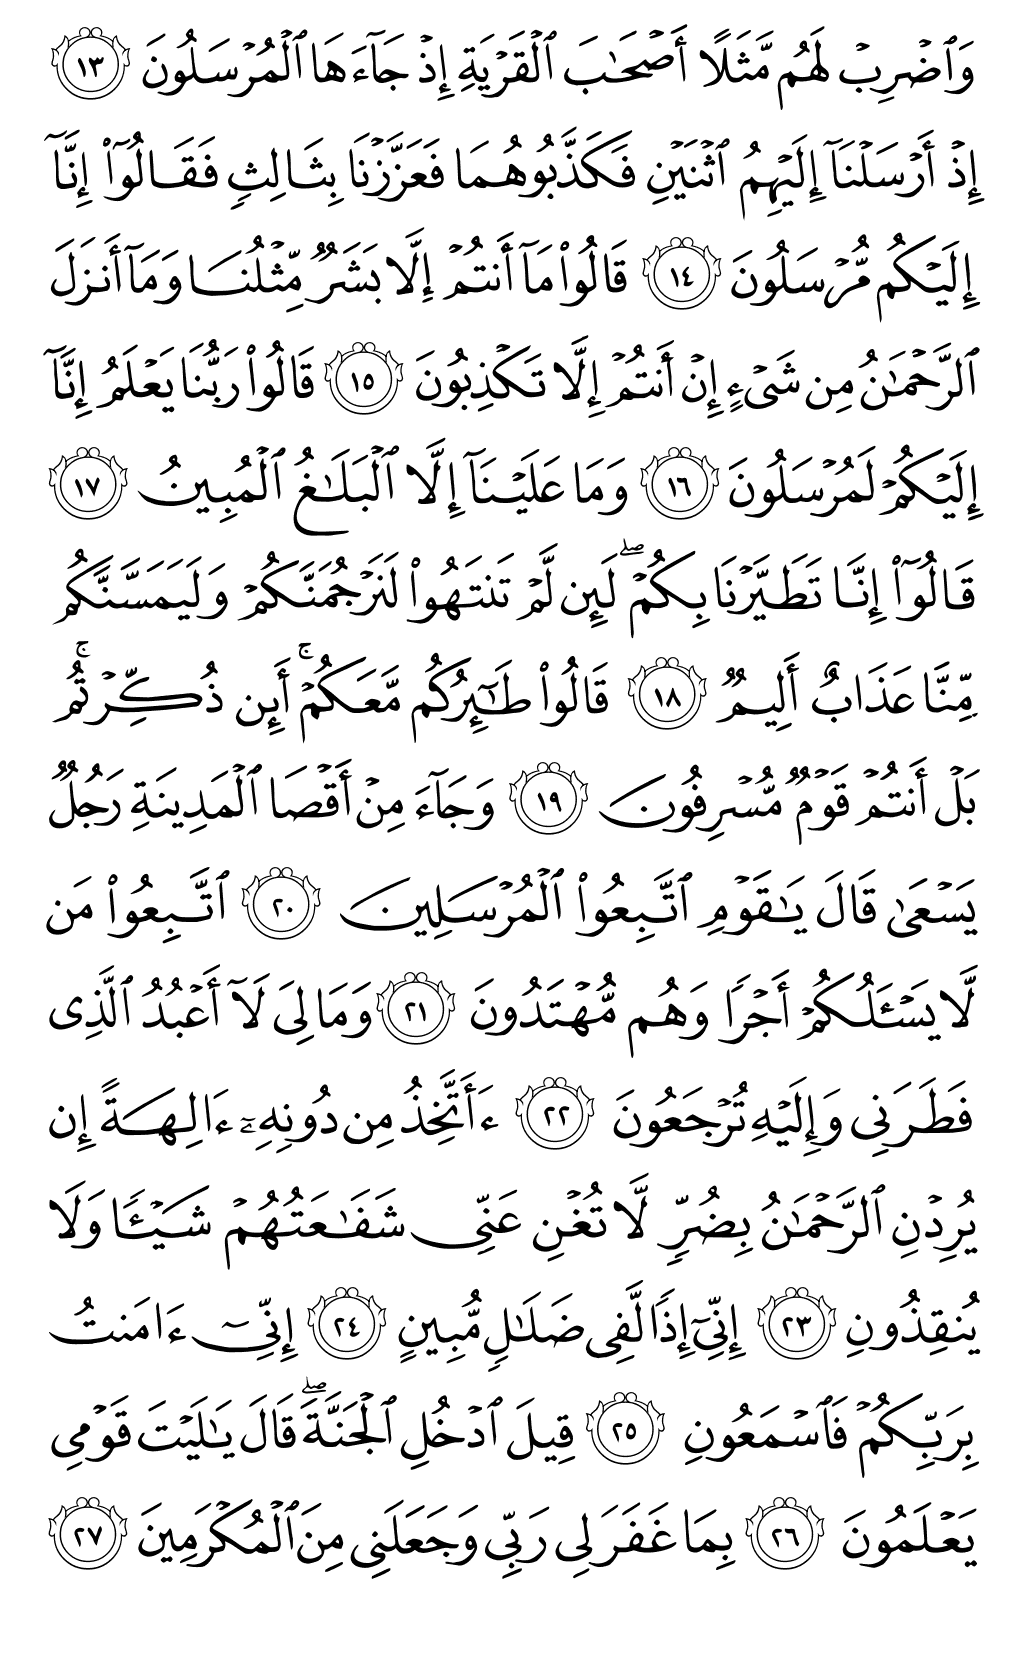 وَٱضۡرِبۡ لَهُم مَّثَلًا أَصۡحَٰبَ ٱلۡقَرۡيَةِ إِذۡ جَآءَهَا ٱلۡمُرۡسَلُونَ ١٣
إِذۡ أَرۡسَلۡنَآ إِلَيۡهِمُ ٱثۡنَيۡنِ فَكَذَّبُوهُمَا فَعَزَّزۡنَا بِثَالِثٖ فَقَالُوٓاْ إِنَّآ
إِلَيۡكُم مُّرۡسَلُونَ ١٤ قَالُواْ مَآ أَنتُمۡ إِلَّا بَشَرٞ مِّثۡلُنَا وَمَآ أَنزَلَ
ٱلرَّحۡمَٰنُ مِن شَيۡءٍ إِنۡ أَنتُمۡ إِلَّا تَكۡذِبُونَ ١٥ قَالُواْ رَبُّنَا يَعۡلَمُ إِنَّآ
إِلَيۡكُمۡ لَمُرۡسَلُونَ ١٦ وَمَا عَلَيۡنَآ إِلَّا ٱلۡبَلَٰغُ ٱلۡمُبِينُ ١٧
قَالُوٓاْ إِنَّا تَطَيَّرۡنَا بِكُمۡۖ لَئِن لَّمۡ تَنتَهُواْ لَنَرۡجُمَنَّكُمۡ وَلَيَمَسَّنَّكُم
مِّنَّا عَذَابٌ أَلِيمٞ ١٨ قَالُواْ طَٰٓئِرُكُم مَّعَكُمۡۚ أَئِن ذُكِّرۡتُمۚ
بَلۡ أَنتُمۡ قَوۡمٞ مُّسۡرِفُونَ ١٩ وَجَآءَ مِنۡ أَقۡصَا ٱلۡمَدِينَةِ رَجُلٞ
يَسۡعَىٰ قَالَ يَٰقَوۡمِ ٱتَّبِعُواْ ٱلۡمُرۡسَلِينَ ٢٠ ٱتَّبِعُواْ مَن
لَّا يَسۡـَٔلُكُمۡ أَجۡرٗا وَهُم مُّهۡتَدُونَ ٢١ وَمَا لِيَ لَآ أَعۡبُدُ ٱلَّذِي
فَطَرَنِي وَإِلَيۡهِ تُرۡجَعُونَ ٢٢ ءَأَتَّخِذُ مِن دُونِهِۦٓ ءَالِهَةً إِن
يُرِدۡنِ ٱلرَّحۡمَٰنُ بِضُرّٖ لَّا تُغۡنِ عَنِّي شَفَٰعَتُهُمۡ شَيۡـٔٗا وَلَا
يُنقِذُونِ ٢٣ إِنِّيٓ إِذٗا لَّفِي ضَلَٰلٖ مُّبِينٍ ٢٤ إِنِّيٓ ءَامَنتُ
بِرَبِّكُمۡ فَٱسۡمَعُونِ ٢٥ قِيلَ ٱدۡخُلِ ٱلۡجَنَّةَۖ قَالَ يَٰلَيۡتَ قَوۡمِي
يَعۡلَمُونَ ٢٦ بِمَا غَفَرَ لِي رَبِّي وَجَعَلَنِي مِنَ ٱلۡمُكۡرَمِينَ ٢٧